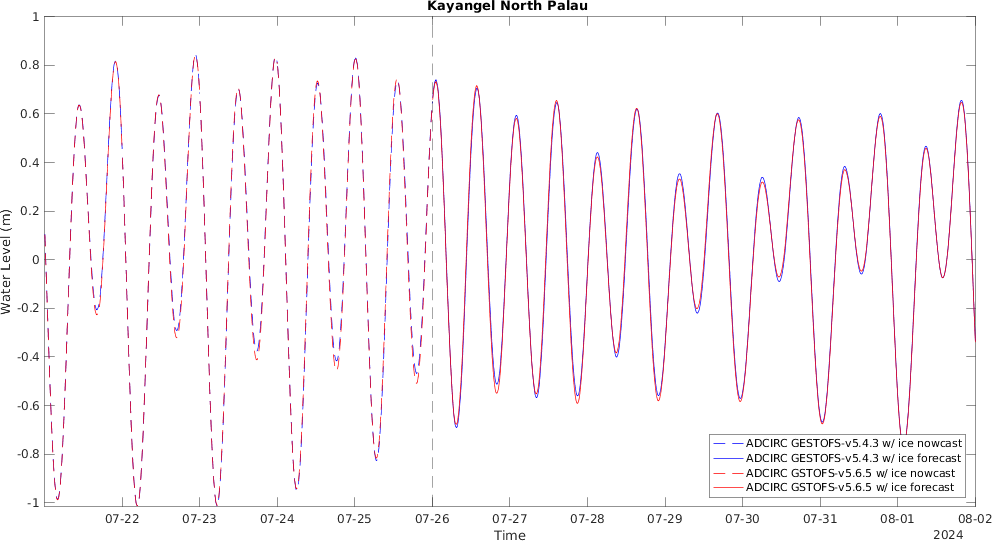 Kayangel North Palau
1
0.8
0.6
0.4
0.2
0
-0.2
-0.4
-0.6
-0.8
-1
Water Level (m)
ADCIRC GESTOFS-v5.4.3 w/ ice nowcast
ADCIRC GESTOFS-v5.4.3 w/ ice forecast
ADCIRC GSTOFS-v5.6.5 w/ ice nowcast
ADCIRC GSTOFS-v5.6.5 w/ ice forecast
07-22 07-23 07-24 07-25 07-26 07-27 07-28 07-29 07-30 07-31 08-01 08-02
Time
2024